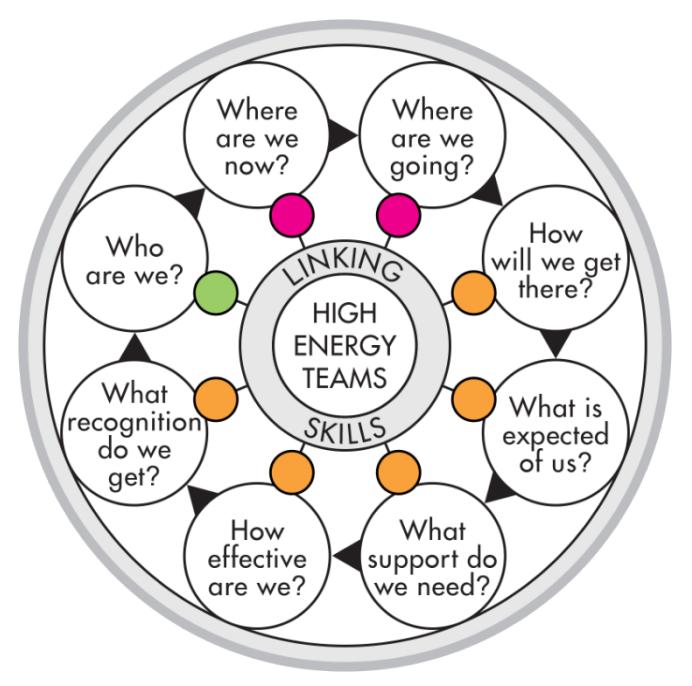 Where
are we
now?
Where
are we
going?
How
will we get
there?
What is
expected
of us?
What
support do
we need?
How
effective
are we?
What
recognition
do we
get?
Who
are we?
LINKING
HIGH
ENERGY
TEAMS
SKILLS